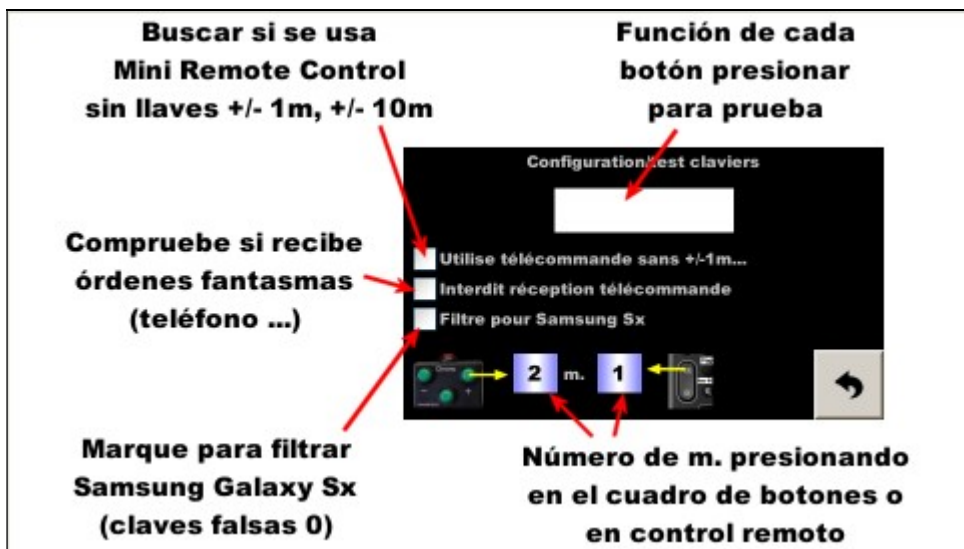 Buscar si se usa
Mini Remote Control
sin llaves +/- 1m, +/- 10m
Función de cada
botón presionar
para prueba
Configuration/test claviers
Compruebe si recibe
órdenes fantasmas
(teléfono ...)
Utilise télécommande sans +/-1m...
Interdit réception télécommande
Filtre pour Samsung Sx
2 m. 1
Marque para filtrar
Samsung Galaxy Sx
(claves falsas 0)
Número de m. presionando
en el cuadro de botones o
en control remoto